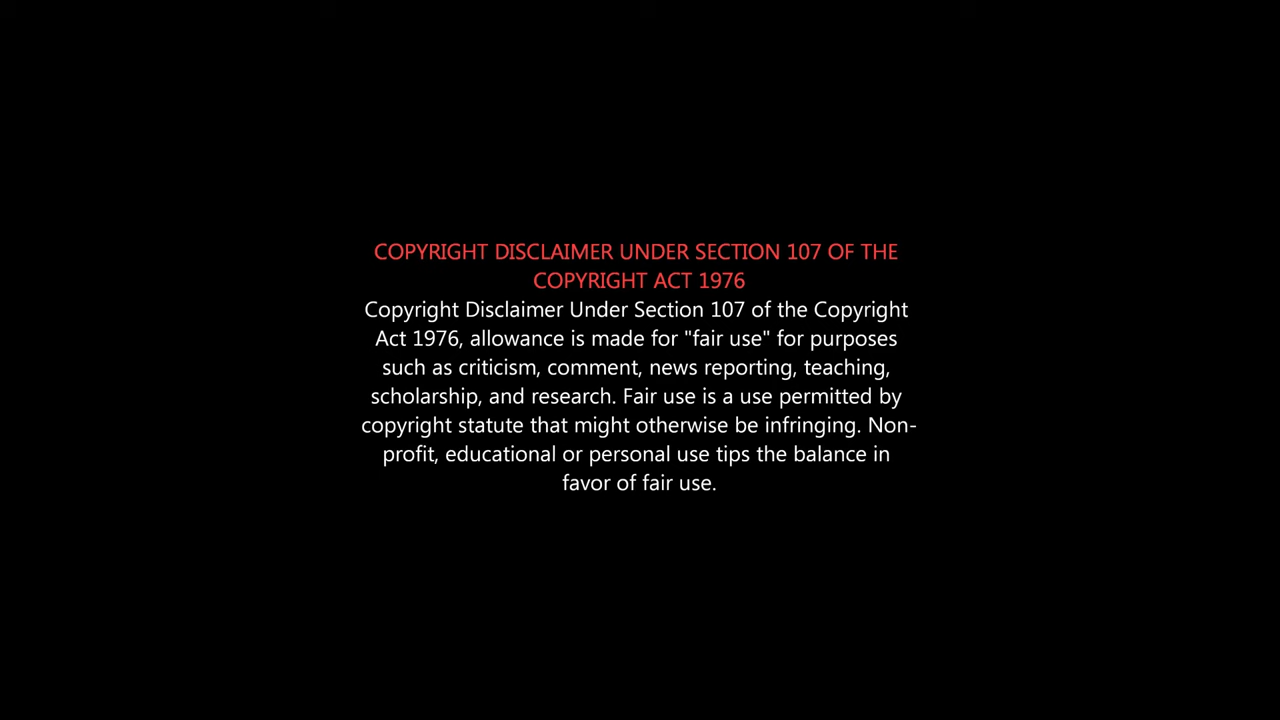 COPYRIGHT DISCLAIMER UNDER SECTION 107 OF THE
COPYRIGHT ACT 1976
Copyright Disclaimer Under Section 107 of the Copyright
Act 1976, allowance is made for "fair use" for purposes
such as criticism, comment, news reporting, teaching,
scholarship, and research. Fair use is a use permitted by
copyright statute that might otherwise be infringing. Non-
profit, educational or personal use tips the balance in
favor of fair use.